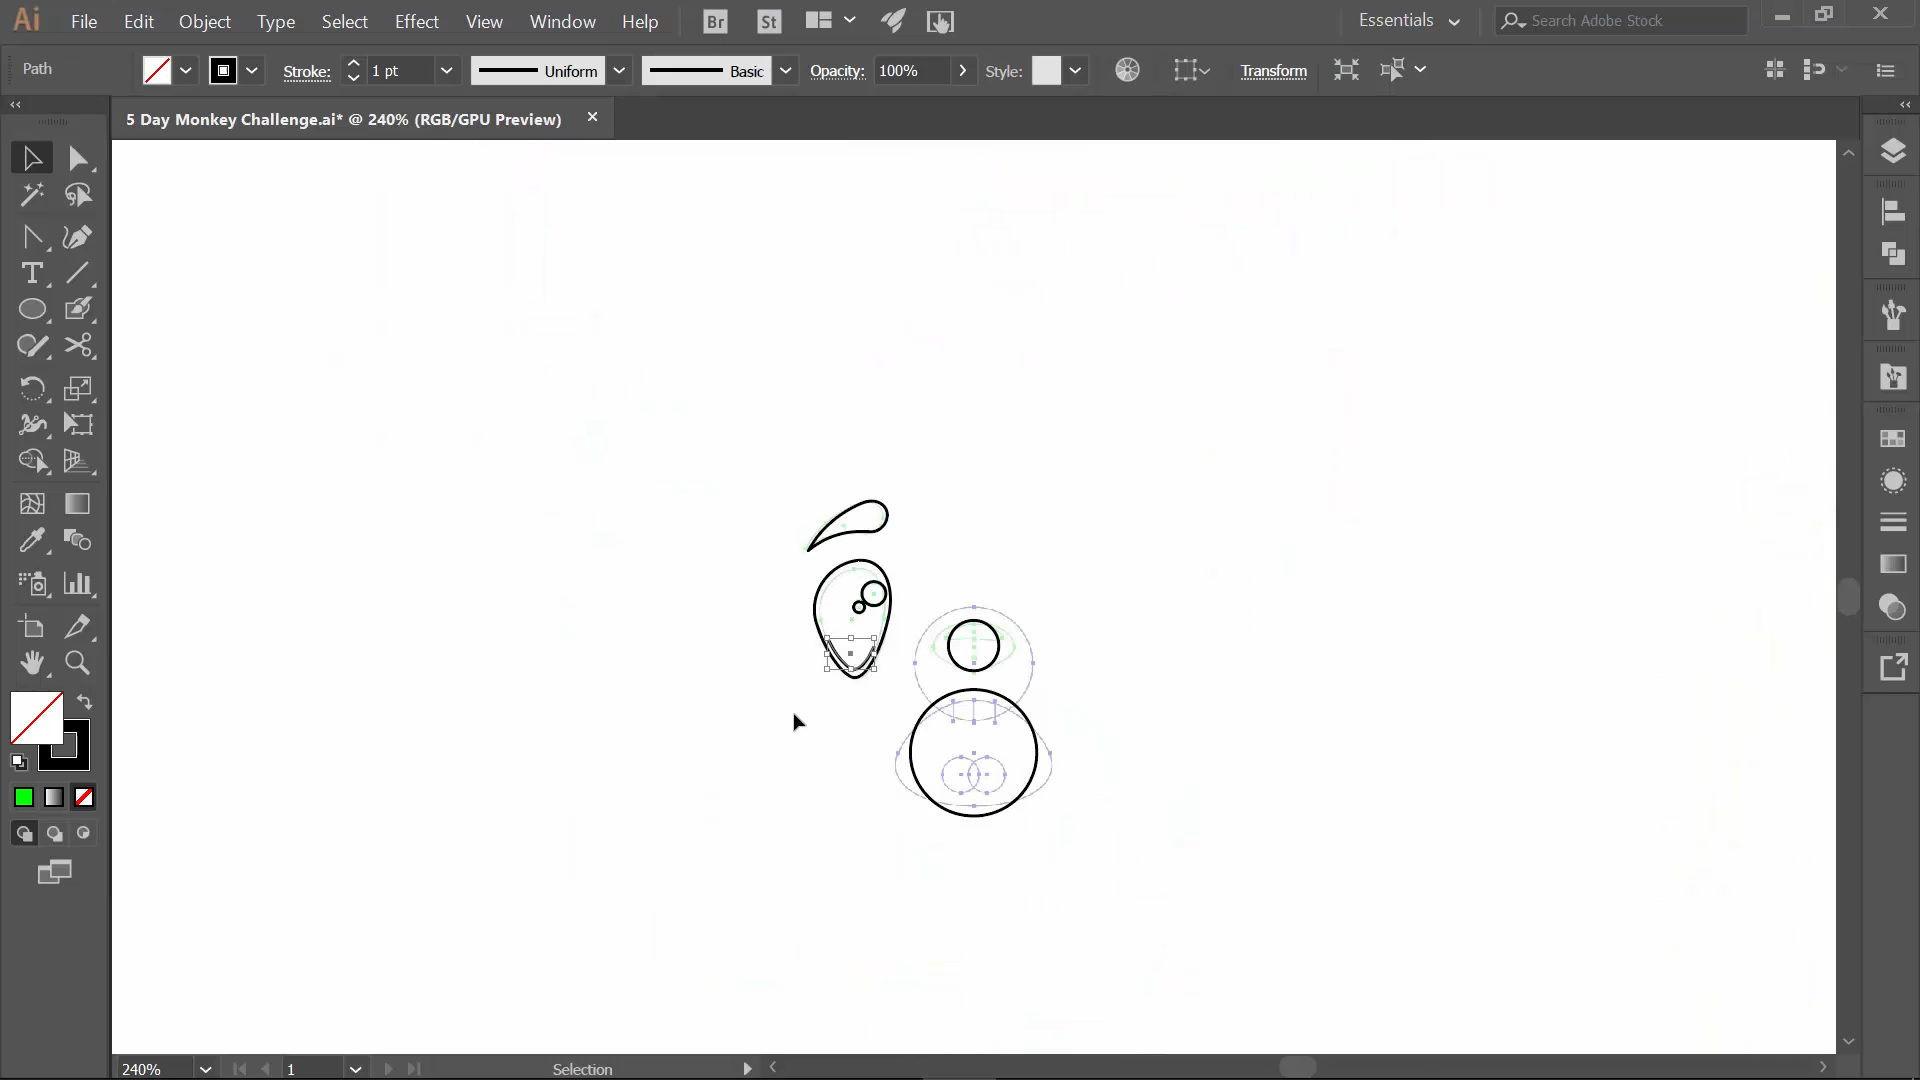 Ai File Edit Object Type Select Effect View Window Help Br St Essentials Search Adobe Stock
Path Stroke: 1 pt Uniform Basic Opacity: 100% Style: Transform
5 Day Monkey Challenge.ai* @ 240% (RGB/GPU Preview)
240% 1 Selection